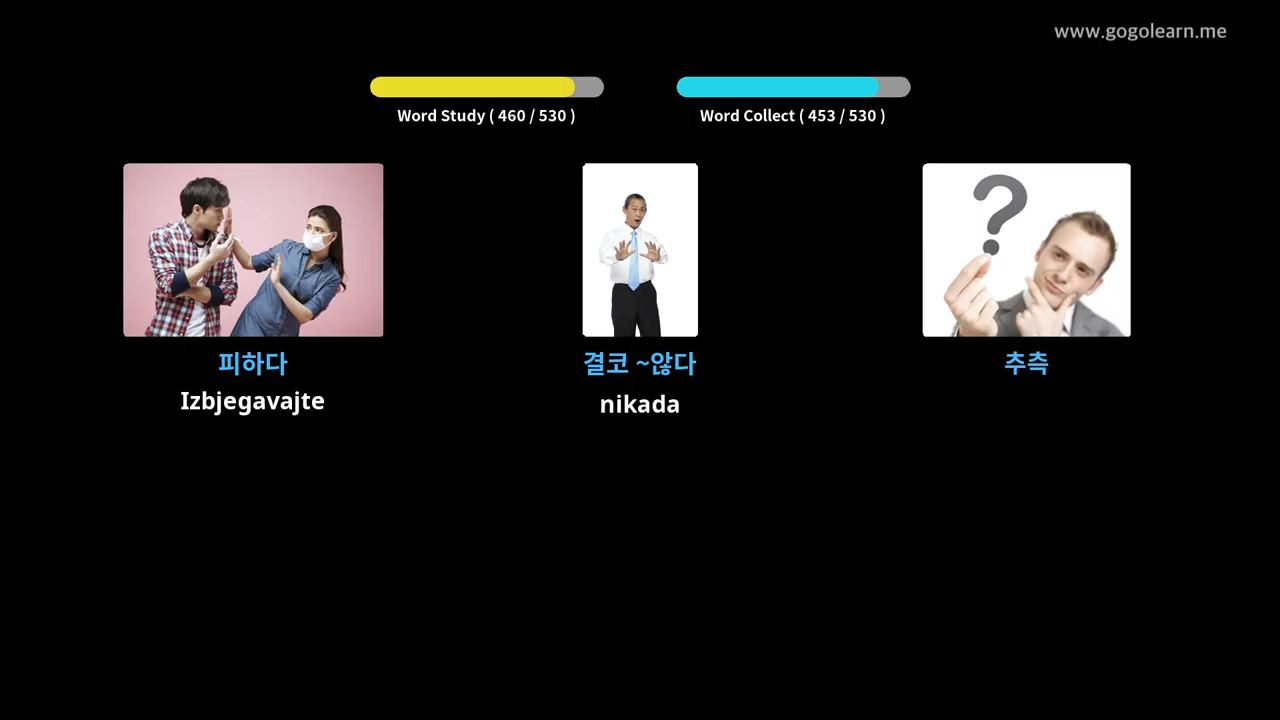 www.gogolearn.me
Word Study ( 460 / 530 )
Word Collect ( 453 / 530 )
피하다
Izbjegavajte
결코 ~않다
nikada
추측